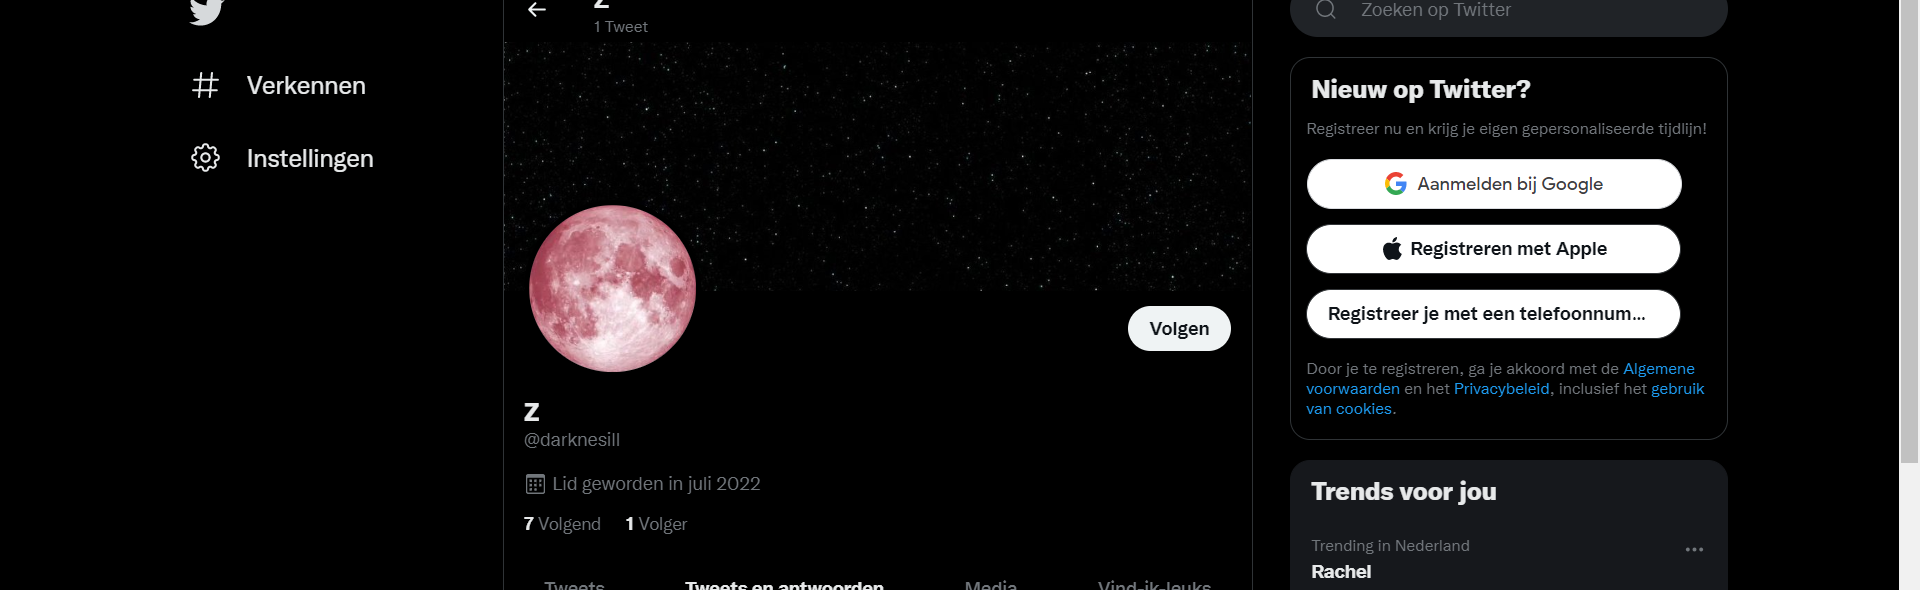 Z
1 Tweet
Zoeken op Twitter
Verkennen
Instellingen
Volgen
Z
@darknesill
Lid geworden in juli 2022
7 Volgend 1 Volger
Tweets Tweets en antwoorden Media Vind-ik-leuks
Nieuw op Twitter?
Registreer nu en krijg je eigen gepersonaliseerde tijdlijn!
Aanmelden bij Google
Registreren met Apple
Registreer je met een telefoonnum...
Door je te registreren, ga je akkoord met de Algemene
voorwaarden en het Privacybeleid, inclusief het gebruik
van cookies.
Trends voor jou
Trending in Nederland
Rachel